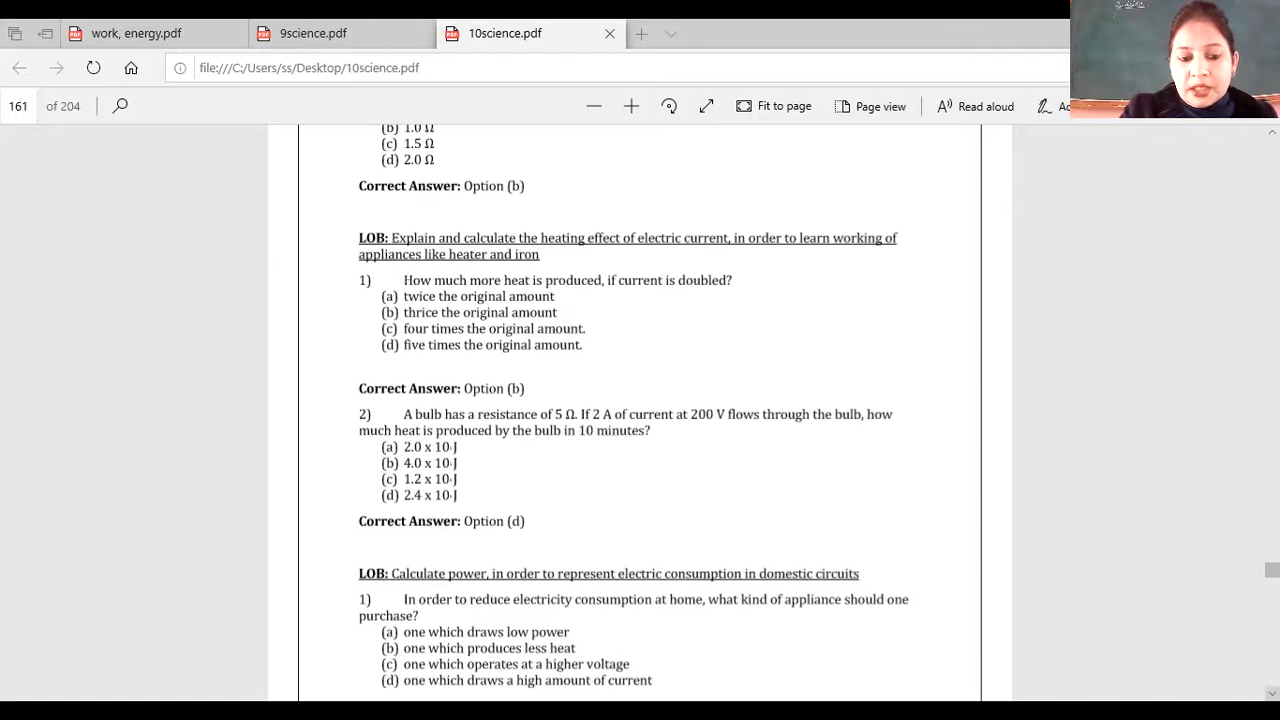 work, energy.pdf
9science.pdf
10science.pdf
file:///C:/Users/ss/Desktop/10science.pdf
161 of 204
Fit to page
Page view
Read aloud
(b) 1.0 Ω
(c) 1.5 Ω
(d) 2.0 Ω
Correct Answer: Option (b)
LOB: Explain and calculate the heating effect of electric current, in order to learn working of
appliances like heater and iron
1) How much more heat is produced, if current is doubled?
(a) twice the original amount
(b) thrice the original amount
(c) four times the original amount.
(d) five times the original amount.
Correct Answer: Option (b)
2) A bulb has a resistance of 5 Ω. If 2 A of current at 200 V flows through the bulb, how
much heat is produced by the bulb in 10 minutes?
(a) 2.0 x 10 J
(b) 4.0 x 10 J
(c) 1.2 x 10 J
(d) 2.4 x 10 J
Correct Answer: Option (d)
LOB: Calculate power, in order to represent electric consumption in domestic circuits
1) In order to reduce electricity consumption at home, what kind of appliance should one
purchase?
(a) one which draws low power
(b) one which produces less heat
(c) one which operates at a higher voltage
(d) one which draws a high amount of current